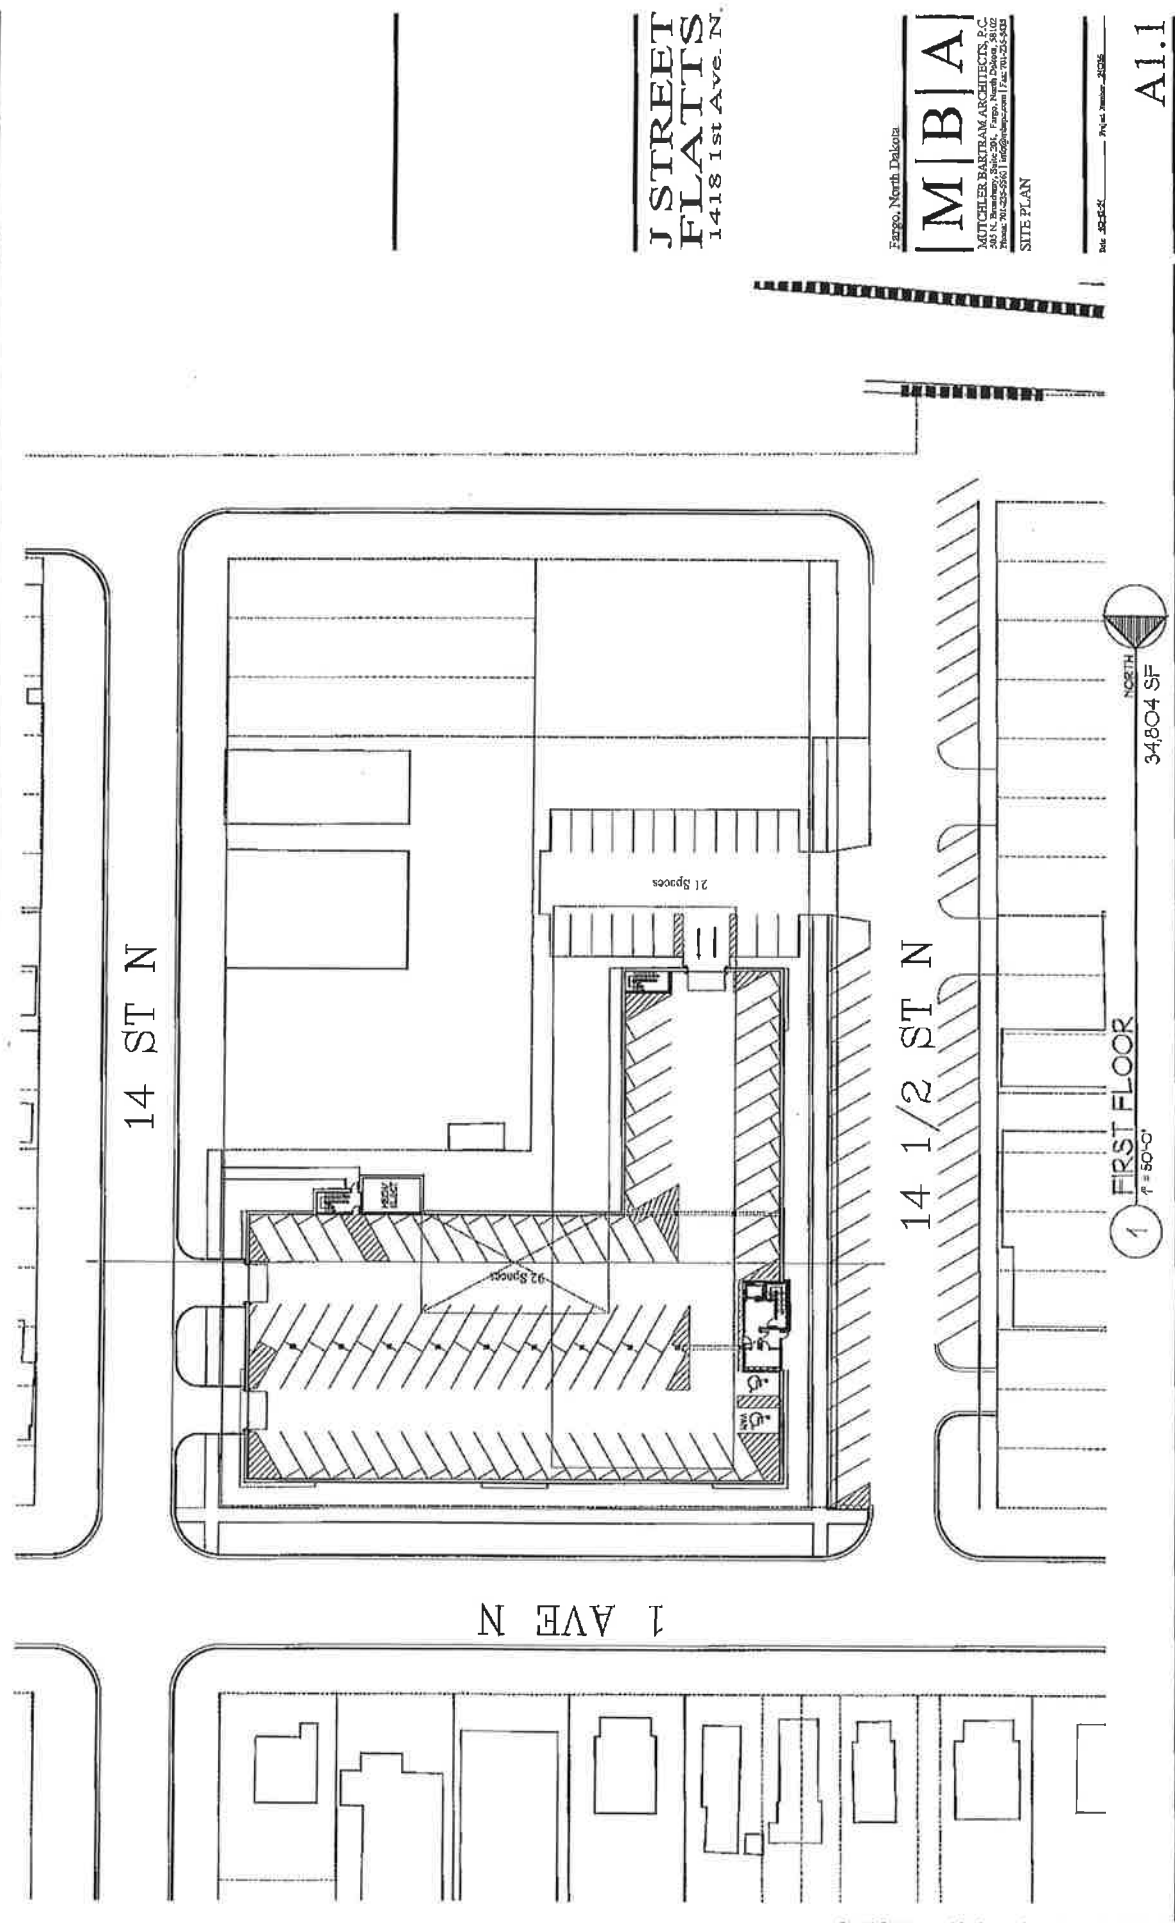 J STREET
FLATTS
1418 1st Ave. N.
Fargo, North Dakota
M B A
MUTCHLER BARTRAM ARCHITECTS, P.C.
SITE PLAN
A1.1
14 ST N
14 1/2 ST N
1 AVE N
21 Spaces
92 Spaces
VAN
1
FIRST FLOOR
1" = 50'-0"
NORTH
34,804 SF